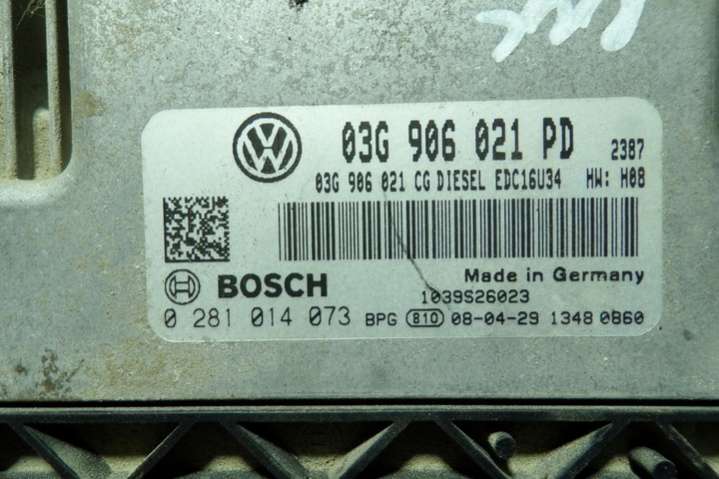 03G 906 021 PD 2387
03G 906 021 CG DIESEL EDC16U34 HW: H08
BOSCH
Made in Germany
1039S26023
0 281 014 073 BPG 810 08-04-29 1348 0860